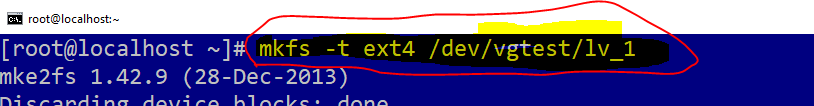 root@localhost:~
[root@localhost ~]# mkfs -t ext4 /dev/vgtest/lv_1
mke2fs 1.42.9 (28-Dec-2013)
Discarding device blocks: done